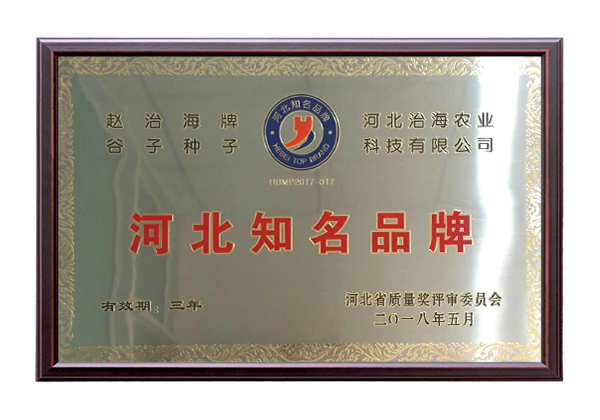 赵治海牌
谷子种子
河北知名品牌
HEBEI TOP BRAND
河北治海农业
科技有限公司
HBMP2017-317
河北知名品牌
有效期：三年
河北省质量奖评审委员会
二〇一八年五月